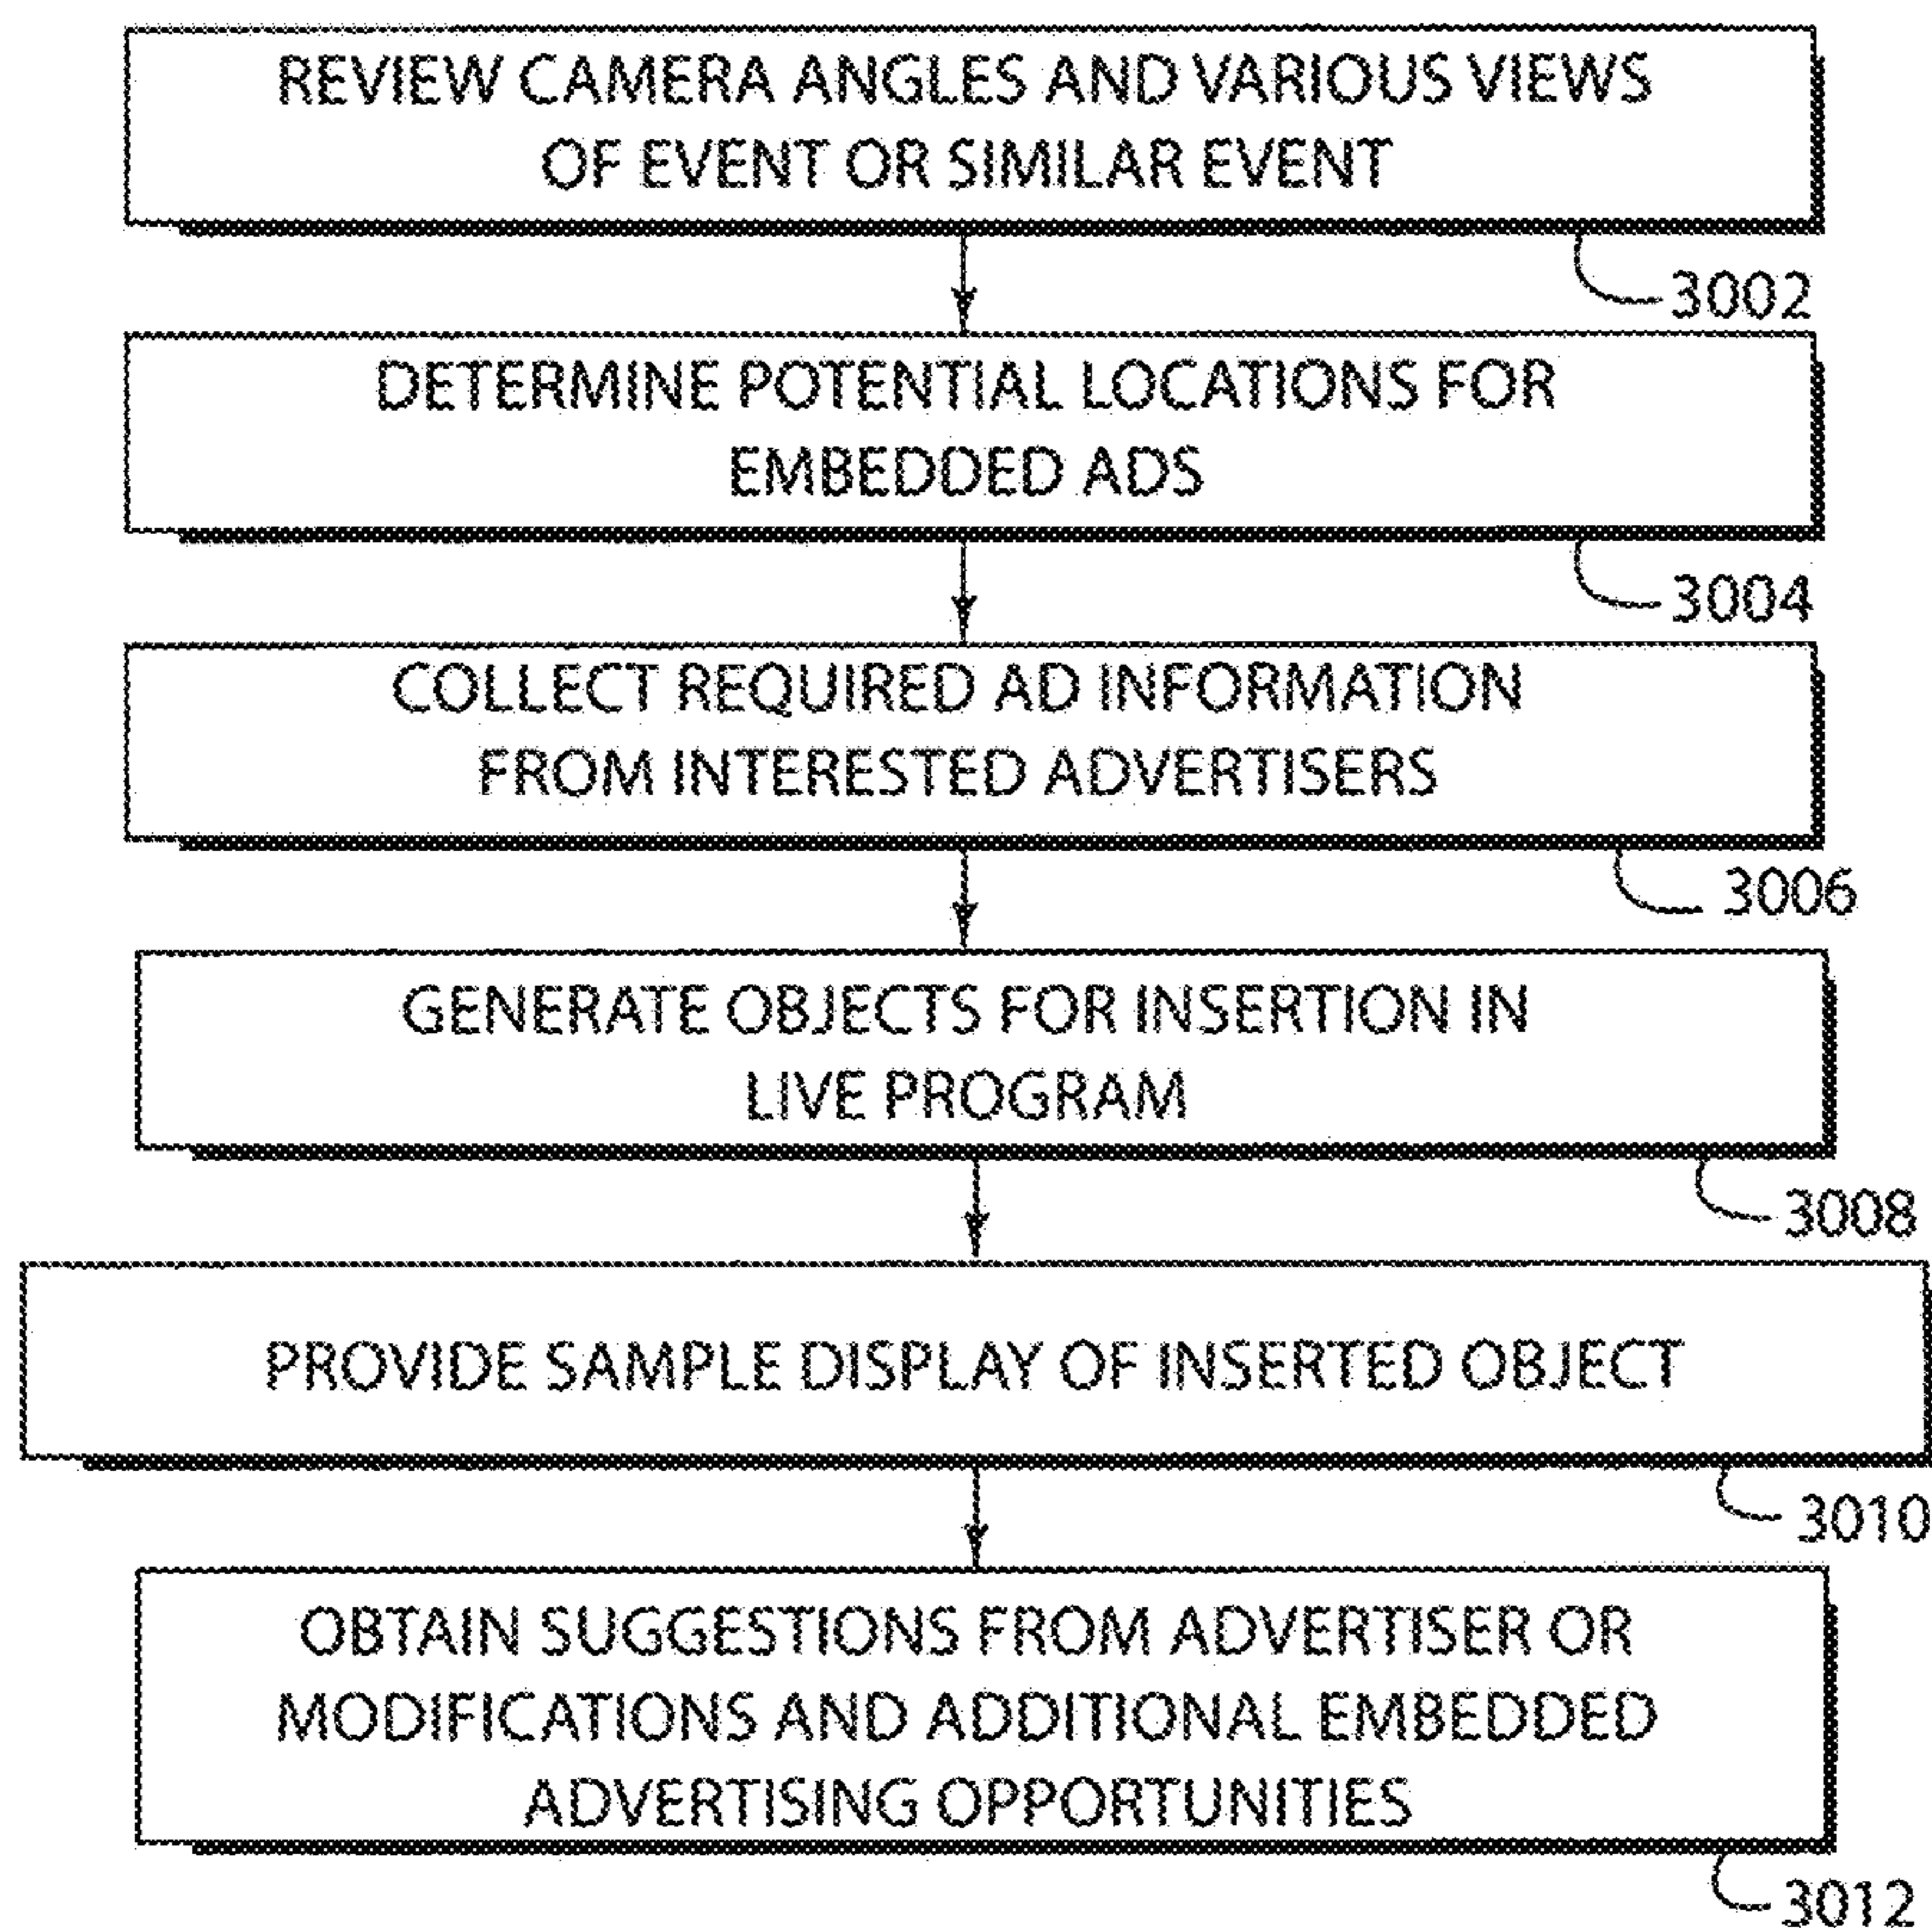 REVIEW CAMERA ANGLES AND VARIOUS VIEWS
OF EVENT OR SIMILAR EVENT
3002
DETERMINE POTENTIAL LOCATIONS FOR
EMBEDDED ADS
3004
COLLECT REQUIRED AD INFORMATION
FROM INTERESTED ADVERTISERS
3006
GENERATE OBJECTS FOR INSERTION IN
LIVE PROGRAM
3008
PROVIDE SAMPLE DISPLAY OF INSERTED OBJECT
3010
OBTAIN SUGGESTIONS FROM ADVERTISER OR
MODIFICATIONS AND ADDITIONAL EMBEDDED
ADVERTISING OPPORTUNITIES
3012